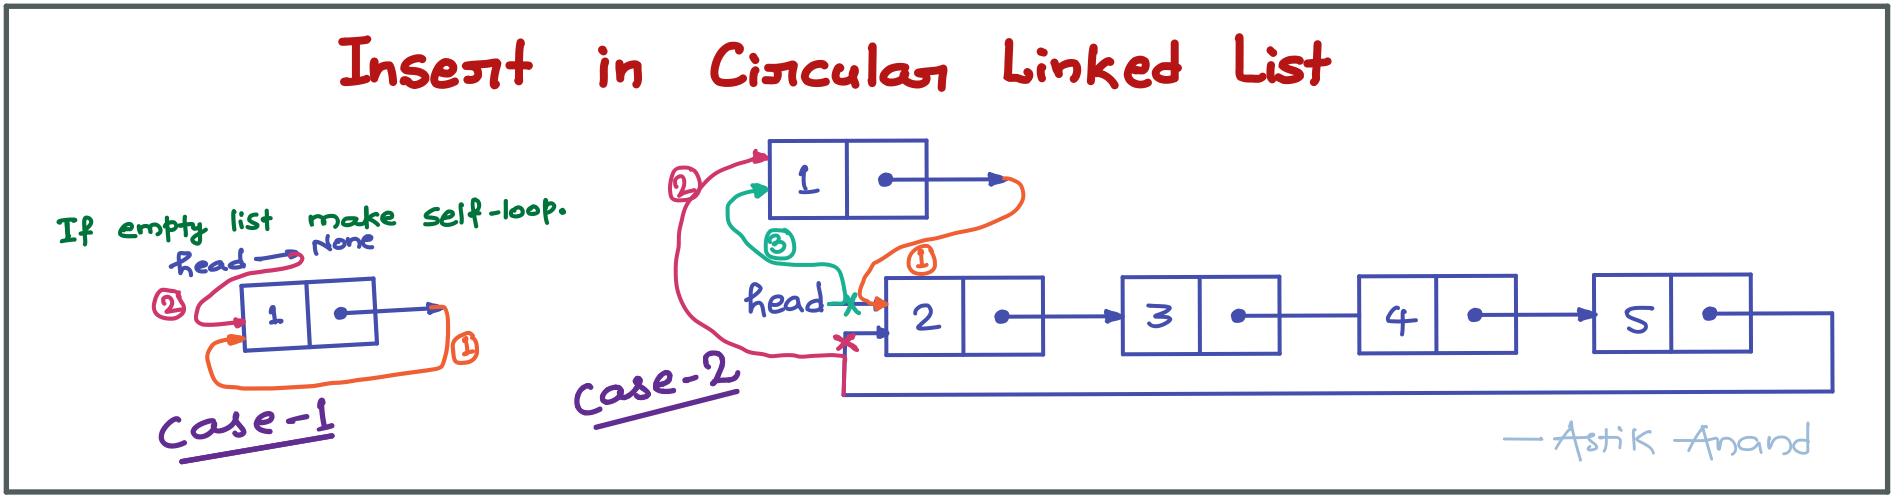 Insert in Circular Linked List
If empty list make self-loop.
head None
2
1
1
Case-1
2
1
3
1
head
2 3 4 5
Case-2
- Astik Anand